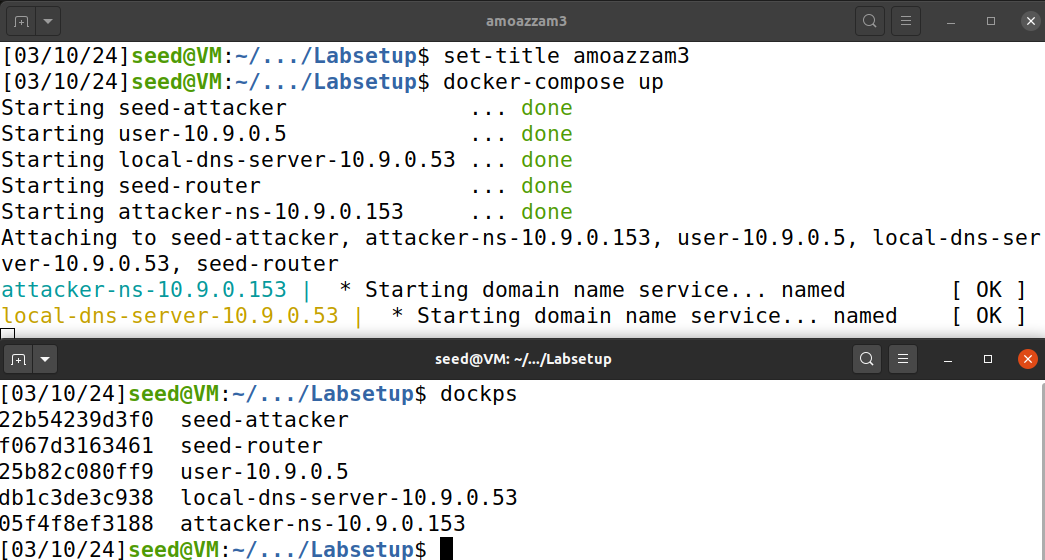 amoazzam3
[03/10/24]seed@VM:~/.../Labsetup$ set-title amoazzam3
[03/10/24]seed@VM:~/.../Labsetup$ docker-compose up
Starting seed-attacker              ... done
Starting user-10.9.0.5              ... done
Starting local-dns-server-10.9.0.53 ... done
Starting seed-router                ... done
Starting attacker-ns-10.9.0.153     ... done
Attaching to seed-attacker, attacker-ns-10.9.0.153, user-10.9.0.5, local-dns-ser
ver-10.9.0.53, seed-router
attacker-ns-10.9.0.153 |  * Starting domain name service... named        [ OK ]
local-dns-server-10.9.0.53 |  * Starting domain name service... named    [ OK ]
seed@VM: ~/.../Labsetup
[03/10/24]seed@VM:~/.../Labsetup$ dockps
22b54239d3f0  seed-attacker
f067d3163461  seed-router
25b82c080ff9  user-10.9.0.5
db1c3de3c938  local-dns-server-10.9.0.53
05f4f8ef3188  attacker-ns-10.9.0.153
[03/10/24]seed@VM:~/.../Labsetup$